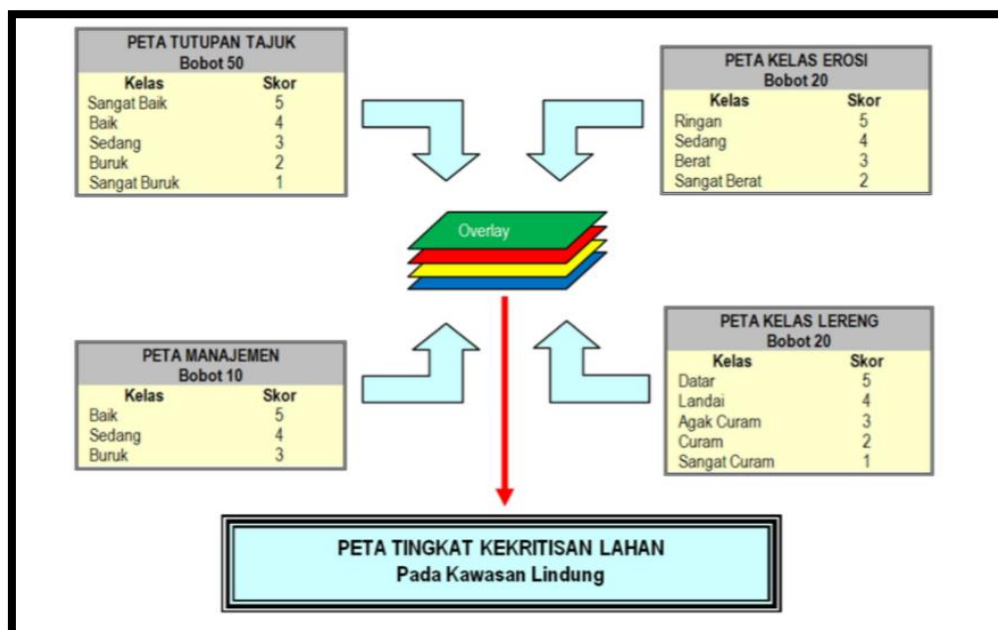 PETA TUTUPAN TAJUK
Bobot 50
Kelas Skor
Sangat Baik 5
Baik 4
Sedang 3
Buruk 2
Sangat Buruk 1
PETA KELAS EROSI
Bobot 20
Kelas Skor
Ringan 5
Sedang 4
Berat 3
Sangat Berat 2
Overlay
PETA MANAJEMEN
Bobot 10
Kelas Skor
Baik 5
Sedang 4
Buruk 3
PETA KELAS LERENG
Bobot 20
Kelas Skor
Datar 5
Landai 4
Agak Curam 3
Curam 2
Sangat Curam 1
PETA TINGKAT KEKRITISAN LAHAN
Pada Kawasan Lindung